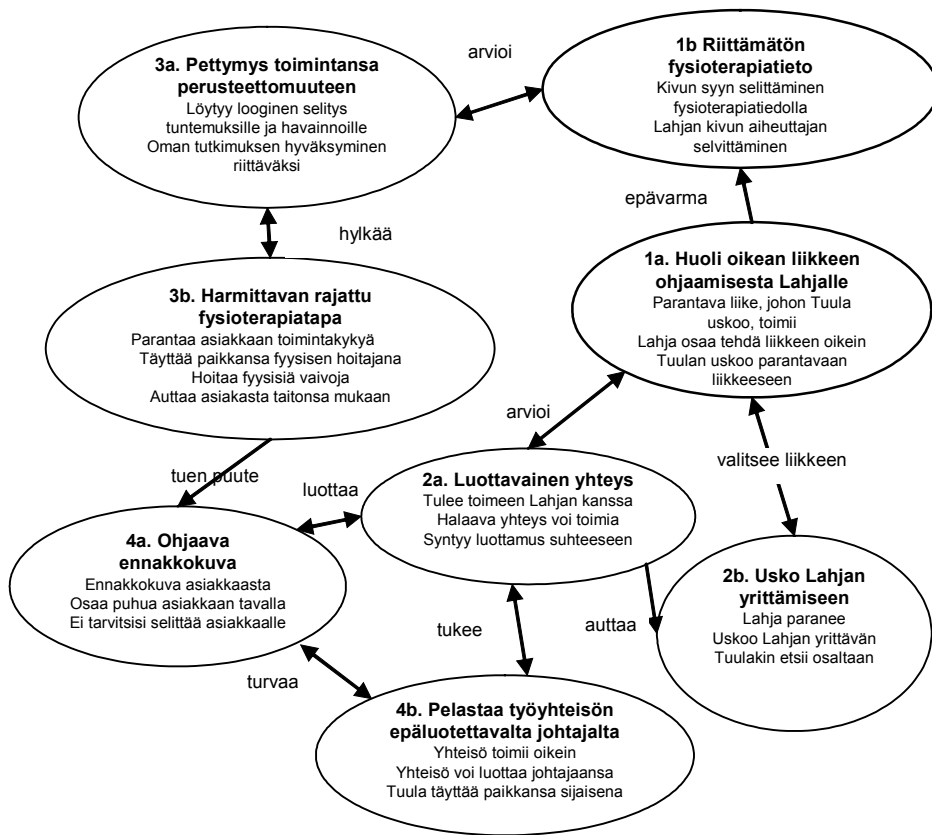 arvioi
3a. Pettymys toimintansa
perusteettomuuteen
Löytyy looginen selitys
tuntemuksille ja havainnoille
Oman tutkimuksen hyväksyminen
riittäväksi
1b Riittämätön
fysioterapiatieto
Kivun syyn selittäminen
fysioterapiatiedolla
Lahjan kivun aiheuttajan
selvittäminen
epävarma
hylkää
1a. Huoli oikean liikkeen
ohjaamisesta Lahjalle
Parantava liike, johon Tuula
uskoo, toimii
Lahja osaa tehdä liikkeen oikein
Tuulan uskoo parantavaan
liikkeeseen
3b. Harmittavan rajattu
fysioterapiatapa
Parantaa asiakkaan toimintakykyä
Täyttää paikkansa fyysisen hoitajana
Hoitaa fyysisiä vaivoja
Auttaa asiakasta taitonsa mukaan
arvioi
valitsee liikkeen
tuen puute
luottaa
2a. Luottavainen yhteys
Tulee toimeen Lahjan kanssa
Halaava yhteys voi toimia
Syntyy luottamus suhteeseen
4a. Ohjaava
ennakkokuva
Ennakkokuva asiakkaasta
Osaa puhua asiakkaan tavalla
Ei tarvitsisi selittää asiakkaalle
2b. Usko Lahjan
yrittämiseen
Lahja paranee
Uskoo Lahjan yrittävän
Tuulakin etsii osaltaan
tukee
auttaa
turvaa
4b. Pelastaa työyhteisön
epäluotettavalta johtajalta
Yhteisö toimii oikein
Yhteisö voi luottaa johtajaansa
Tuula täyttää paikkansa sijaisena